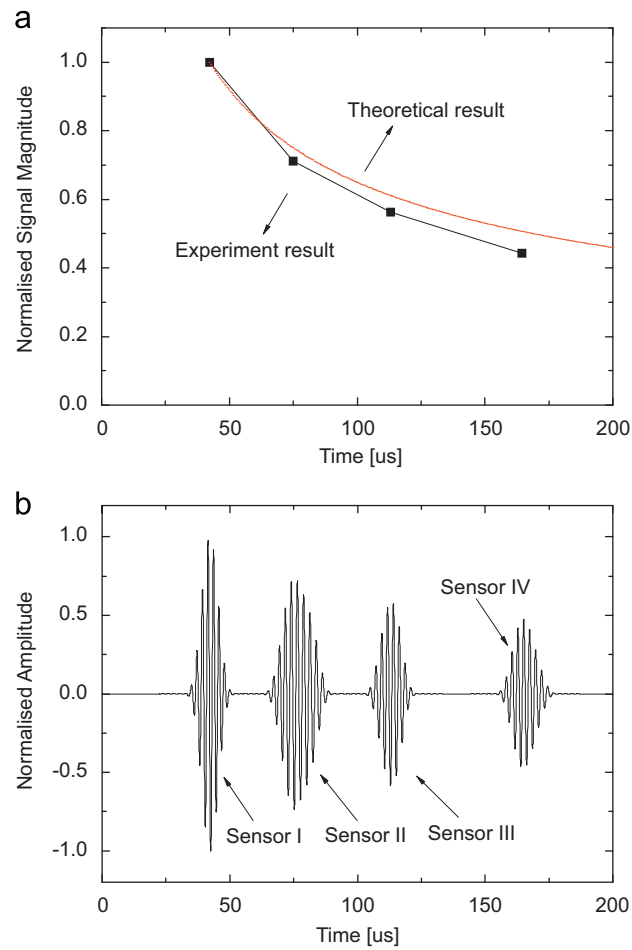 a
1.0
0.8
0.6
0.4
0.2
0.0
Normalised Signal Magnitude
Theoretical result
Experiment result
0
50
100
150
200
Time [us]
b
1.0
0.5
0.0
-0.5
-1.0
Normalised Amplitude
Sensor IV
Sensor I
Sensor II
Sensor III
0
50
100
150
200
Time [us]